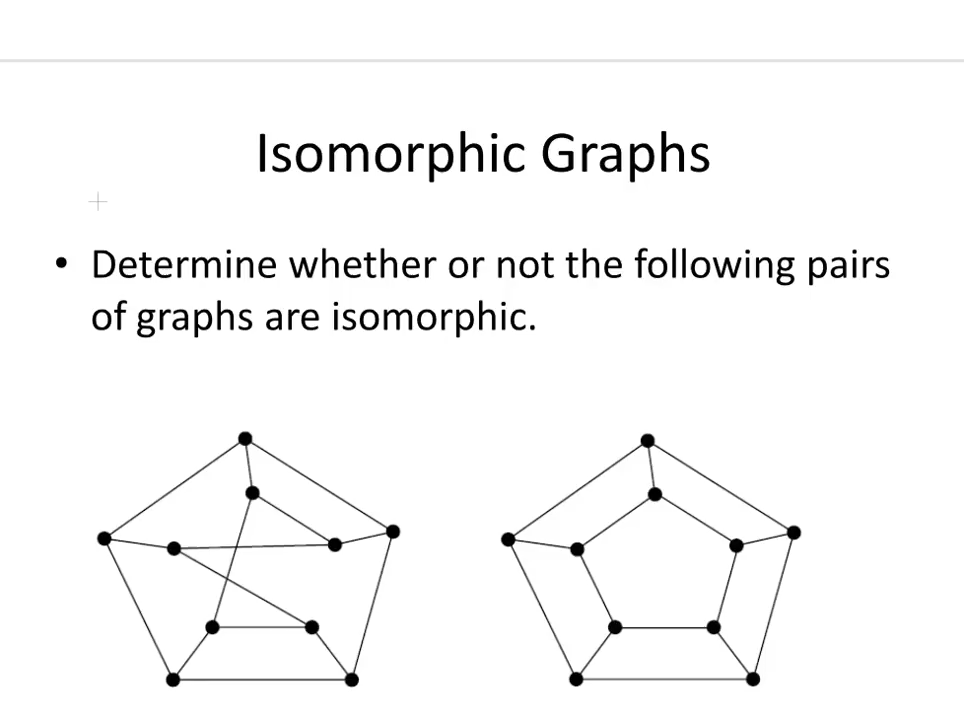 Isomorphic Graphs
• Determine whether or not the following pairs
of graphs are isomorphic.